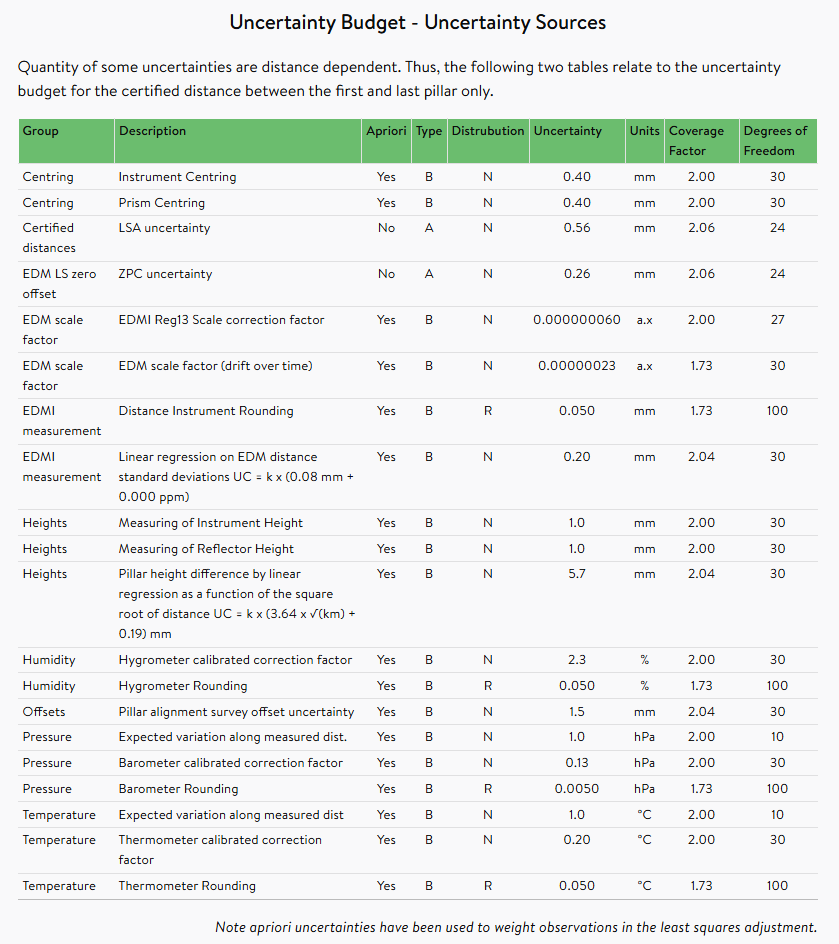 Uncertainty Budget - Uncertainty Sources
Quantity of some uncertainties are distance dependent. Thus, the following two tables relate to the uncertainty
budget for the certified distance between the first and last pillar only.
Group Description Apriori Type Distrubution Uncertainty Units Coverage Degrees of
Factor Freedom
Centring Instrument Centring Yes B N 0.40 mm 2.00 30
Centring Prism Centring Yes B N 0.40 mm 2.00 30
Certified LSA uncertainty No A N 0.56 mm 2.06 24
distances
EDM LS zero ZPC uncertainty No A N 0.26 mm 2.06 24
offset
EDM scale EDMI Reg13 Scale correction factor Yes B N 0.000000060 a.x 2.00 27
factor
EDM scale EDM scale factor (drift over time) Yes B N 0.00000023 a.x 1.73 30
factor
EDMI Distance Instrument Rounding Yes B R 0.050 mm 1.73 100
measurement
EDMI Linear regression on EDM distance Yes B N 0.20 mm 2.04 30
measurement standard deviations UC = k x (0.08 mm +
0.000 ppm)
Heights Measuring of Instrument Height Yes B N 1.0 mm 2.00 30
Heights Measuring of Reflector Height Yes B N 1.0 mm 2.00 30
Heights Pillar height difference by linear Yes B N 5.7 mm 2.04 30
regression as a function of the square
root of distance UC = k x (3.64 x √(km) +
0.19) mm
Humidity Hygrometer calibrated correction factor Yes B N 2.3 % 2.00 30
Humidity Hygrometer Rounding Yes B R 0.050 % 1.73 100
Offsets Pillar alignment survey offset uncertainty Yes B N 1.5 mm 2.04 30
Pressure Expected variation along measured dist. Yes B N 1.0 hPa 2.00 10
Pressure Barometer calibrated correction factor Yes B N 0.13 hPa 2.00 30
Pressure Barometer Rounding Yes B R 0.0050 hPa 1.73 100
Temperature Expected variation along measured dist Yes B N 1.0 °C 2.00 10
Temperature Thermometer calibrated correction Yes B N 0.20 °C 2.00 30
factor
Temperature Thermometer Rounding Yes B R 0.050 °C 1.73 100
Note apriori uncertainties have been used to weight observations in the least squares adjustment.